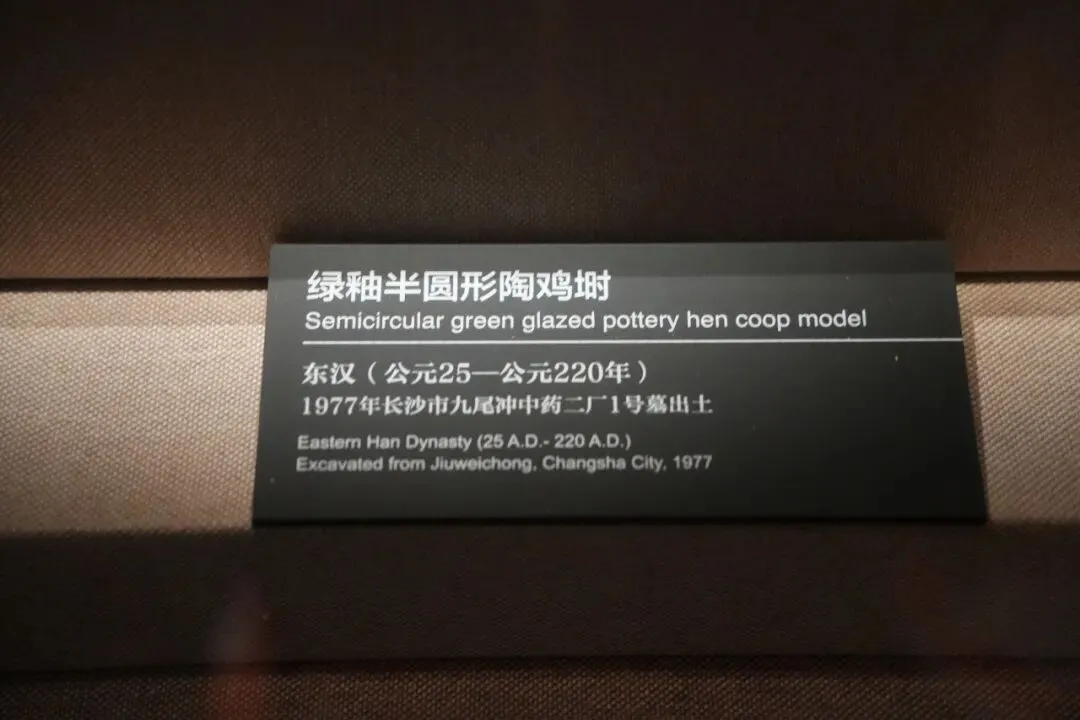 绿釉半圆形陶鸡埘
Semicircular green glazed pottery hen coop model
东汉（公元25—公元220年）
1977年长沙市九尾冲中药二厂1号墓出土
Eastern Han Dynasty (25 A.D.- 220 A.D.)
Excavated from Jiuweichong, Changsha City, 1977